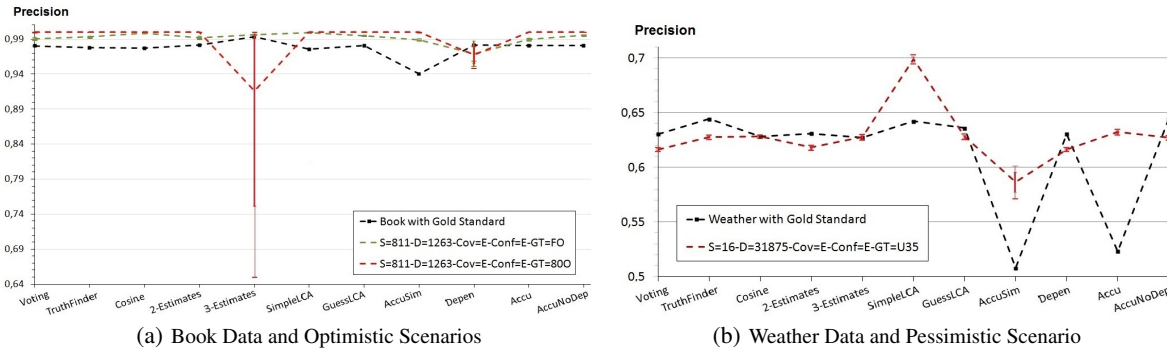 Precision
0,99
0,94
0,89
0,84
0,79
0,74
0,69
0,64
Book with Gold Standard
S=811-D=1263-Cov=E-Conf=E-GT=FO
S=811-D=1263-Cov=E-Conf=E-GT=80O
Voting
TruthFinder
Cosine
2-Estimates
3-Estimates
SimpleLCA
GuessLCA
AccuSim
Depen
Accu
AccuNoDep
(a) Book Data and Optimistic Scenarios
Precision
0,7
0,65
0,6
0,55
0,5
Weather with Gold Standard
S=16-D=31875-Cov=E-Conf=E-GT=U35
Voting
TruthFinder
Cosine
2-Estimates
3-Estimates
SimpleLCA
GuessLCA
AccuSim
Depen
Accu
AccuNoDep
(b) Weather Data and Pessimistic Scenario